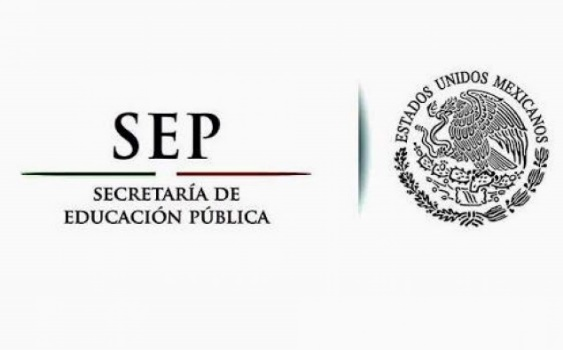 SEP
SECRETARÍA DE
EDUCACIÓN PÚBLICA
ESTADOS UNIDOS MEXICANOS